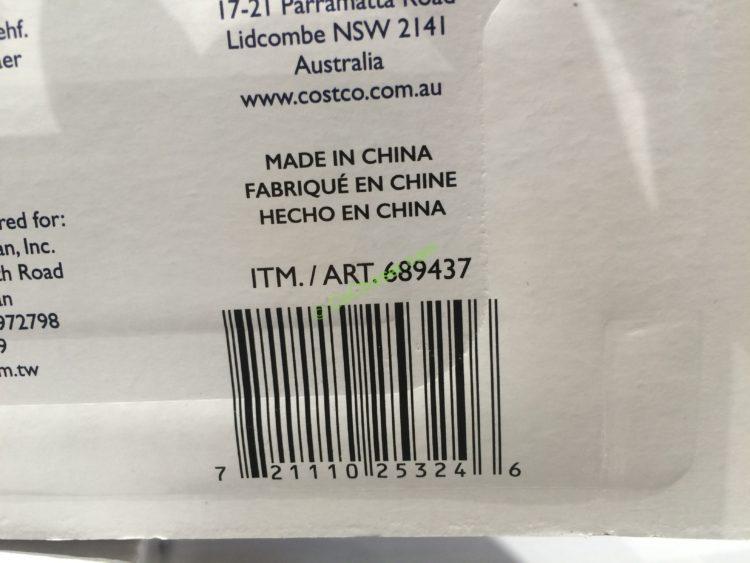 ehf.
er
17-21 Parramatta Road
Lidcombe NSW 2141
Australia
www.costco.com.au
MADE IN CHINA
FABRIQUÉ EN CHINE
HECHO EN CHINA
red for:
an, Inc.
h Road
an
972798
9
m.tw
ITM. / ART. 689437
7 21110 25324 6